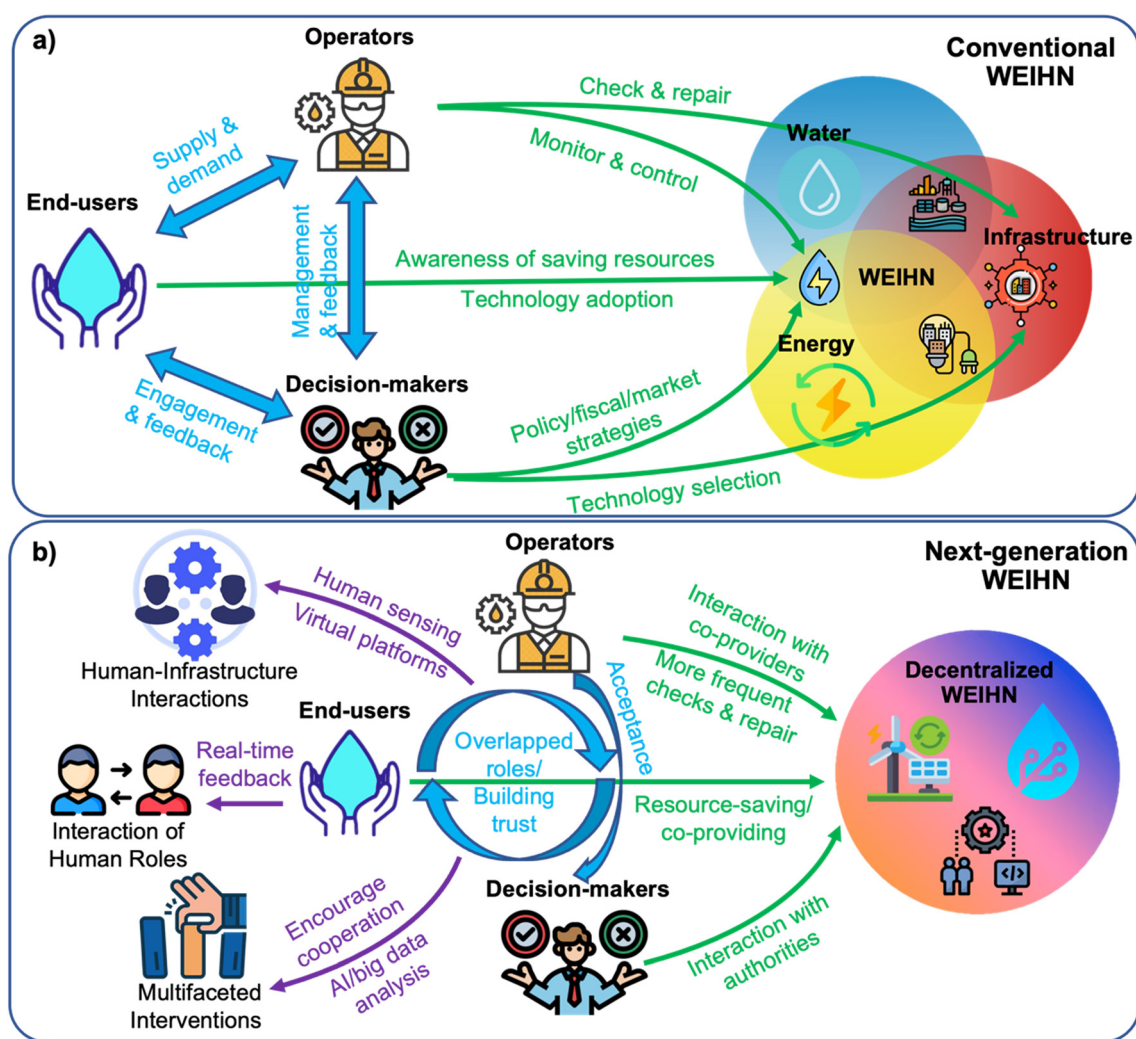 a)
Operators
Conventional
WEIHN
Check & repair
Monitor & control
Water
Supply &
demand
End-users
Management
& feedback
Infrastructure
Awareness of saving resources
Technology adoption
WEIHN
Energy
Engagement
& feedback
Decision-makers
Policy/fiscal/market
strategies
Technology selection
b)
Operators
Next-generation
WEIHN
Human sensing
Virtual platforms
Human-Infrastructure
Interactions
Interaction with
co-providers
More frequent
checks & repair
Acceptance
Decentralized
WEIHN
End-users
Real-time
feedback
Overlapped
roles/
Building
trust
Resource-saving/
co-providing
Interaction of
Human Roles
Decision-makers
Encourage
cooperation
AI/big data
analysis
Interaction with
authorities
Multifaceted
Interventions